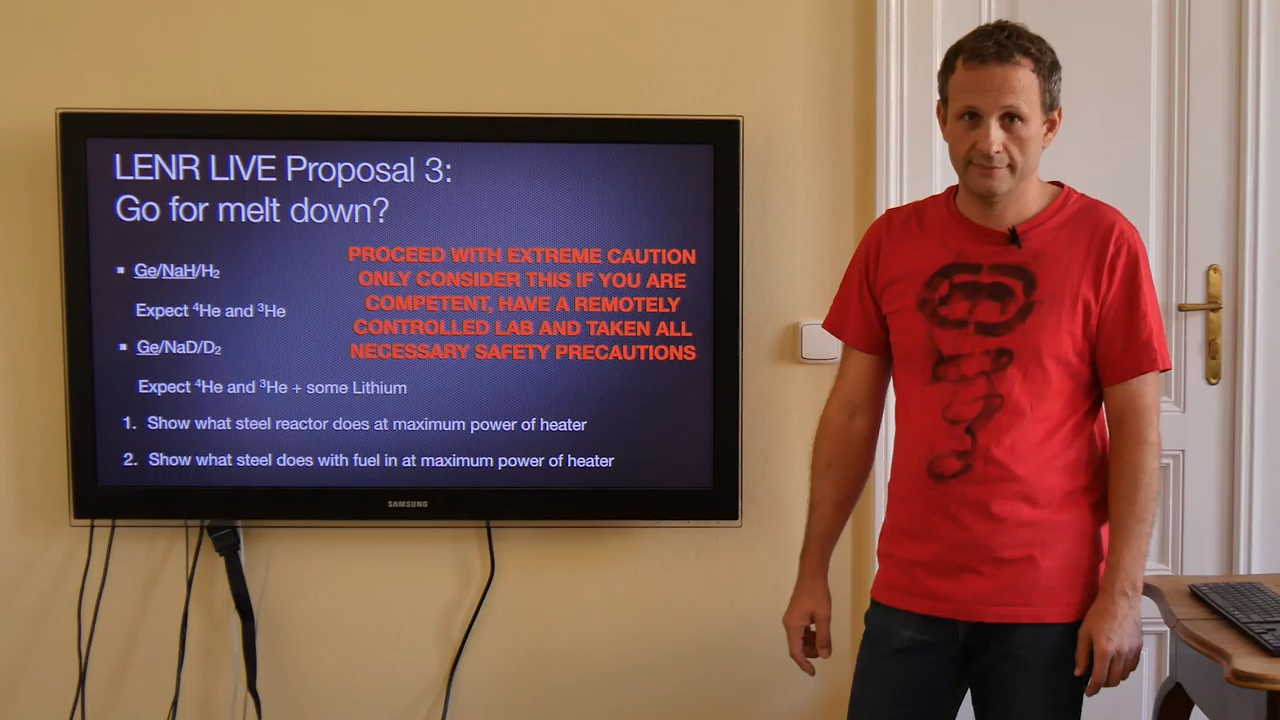 LENR LIVE Proposal 3:
Go for melt down?
Ge/NaH/H₂
Expect ⁴He and ³He
Ge/NaD/D₂
Expect ⁴He and ³He + some Lithium
PROCEED WITH EXTREME CAUTION
ONLY CONSIDER THIS IF YOU ARE
COMPETENT, HAVE A REMOTELY
CONTROLLED LAB AND TAKEN ALL
NECESSARY SAFETY PRECAUTIONS
1. Show what steel reactor does at maximum power of heater
2. Show what steel does with fuel in at maximum power of heater
SAMSUNG